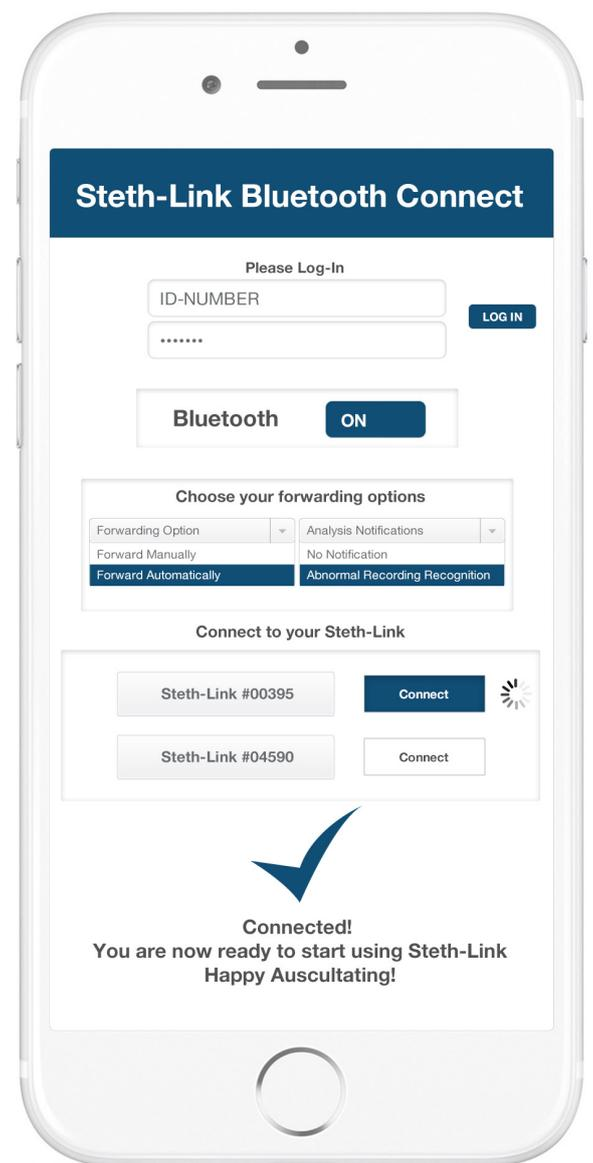 Steth-Link Bluetooth Connect
Please Log-In
ID-NUMBER
LOG IN
•••••••
Bluetooth ON
Choose your forwarding options
Forwarding Option Analysis Notifications
Forward Manually No Notification
Forward Automatically Abnormal Recording Recognition
Connect to your Steth-Link
Steth-Link #00395 Connect
Steth-Link #04590 Connect
Connected!
You are now ready to start using Steth-Link
Happy Auscultating!